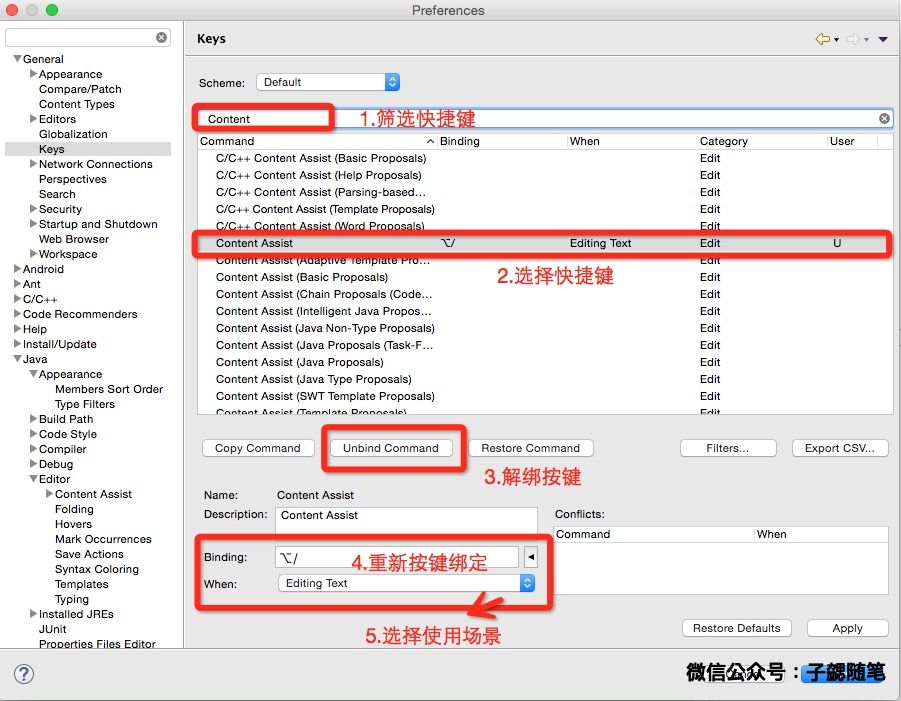 Preferences
General
Appearance
Compare/Patch
Content Types
Editors
Globalization
Keys
Network Connections
Perspectives
Search
Security
Startup and Shutdown
Web Browser
Workspace
Android
Ant
C/C++
Code Recommenders
Help
Install/Update
Java
Appearance
Members Sort Order
Type Filters
Build Path
Code Style
Compiler
Debug
Editor
Content Assist
Folding
Hovers
Mark Occurrences
Save Actions
Syntax Coloring
Templates
Typing
Installed JREs
JUnit
Properties Files Editor
Keys
Scheme: Default
Content
1.筛选快捷键
Command Binding When Category User
C/C++ Content Assist (Basic Proposals) Edit
C/C++ Content Assist (Help Proposals) Edit
C/C++ Content Assist (Parsing-based… Edit
C/C++ Content Assist (Template Proposals) Edit
C/C++ Content Assist (Word Proposals) Edit
Content Assist ⌥/ Editing Text Edit U
Content Assist (Adaptive Template Pro… Edit
2.选择快捷键
Content Assist (Basic Proposals) Edit
Content Assist (Chain Proposals (Code… Edit
Content Assist (Intelligent Java Propos… Edit
Content Assist (Java Non-Type Proposals) Edit
Content Assist (Java Proposals (Task-F… Edit
Content Assist (Java Proposals) Edit
Content Assist (Java Type Proposals) Edit
Content Assist (SWT Template Proposals) Edit
Content Assist (Template Proposals) Edit
Copy Command Unbind Command Restore Command Filters... Export CSV...
3.解绑按键
Name: Content Assist
Description: Content Assist
Conflicts:
Command When
Binding: ⌥/
4.重新按键绑定
When: Editing Text
5.选择使用场景
Restore Defaults Apply
微信公众号：子勰随笔